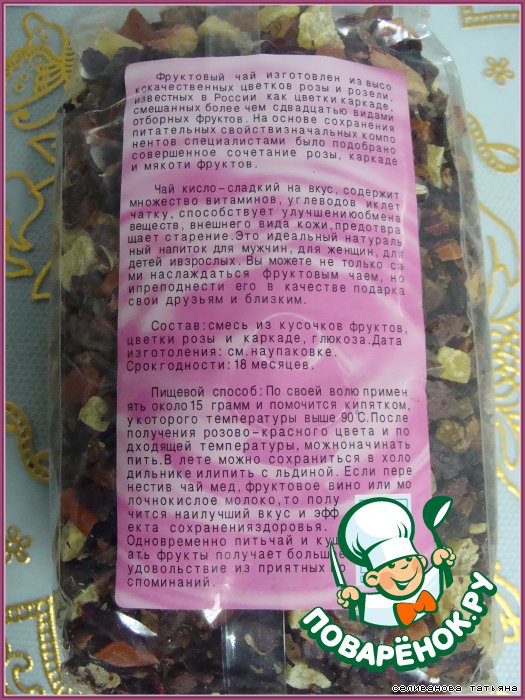 Фруктовый чай изготовлен из высо
кокачественных цветков розы и розели,
известных в России как цветки каркаде,
смешанных более чем сдвадцатью видами
отборных фруктов. На основе сохранения
питательных свойствизначальных компо
нентов специалистами было подобрано
совершенное сочетание розы, каркаде
и мякоти фруктов.
Чай кисло-сладкий на вкус, содержит
множество витаминов, углеводов иклет
чатку, способствует улучшениюобмена
веществ, внешнего вида кожи,предотвра
щает старение.Это идеальный натураль
ный напиток для мужчин, для женщин, для
детей ивзрослых. Вы можете не только са
ми наслаждаться фруктовым чаем, но
ипреподнести его в качестве подарка
свои друзьям и близким.
Состав:смесь из кусочков фруктов,
цветки розы и каркаде, глюкоза.Дата
изготоления: см.наупаковке.
Срокгодности: 18 месяцев.
Пищевой способ:По своей волю примен
ять около15 грамм и помочится кипятком,
укоторого температуры выше 90°C.После
получения розово-красного цвета и по
дходящей температуры, можноначинать
пить.В лете можно сохраниться в холо
дильнике илипить с льдиной. Если пере
нестив чай мед,фруктовое вино или мо
лочнокислое молоко,то полу
чится наилучший вкус и эфф
екта сохраненияздоровья.
Одновременно питьчай и ку
ать фрукты получает больше
удовольствие из приятных во
споминаний.
ПОВАРЁНОК.РУ
селиванова татьяна